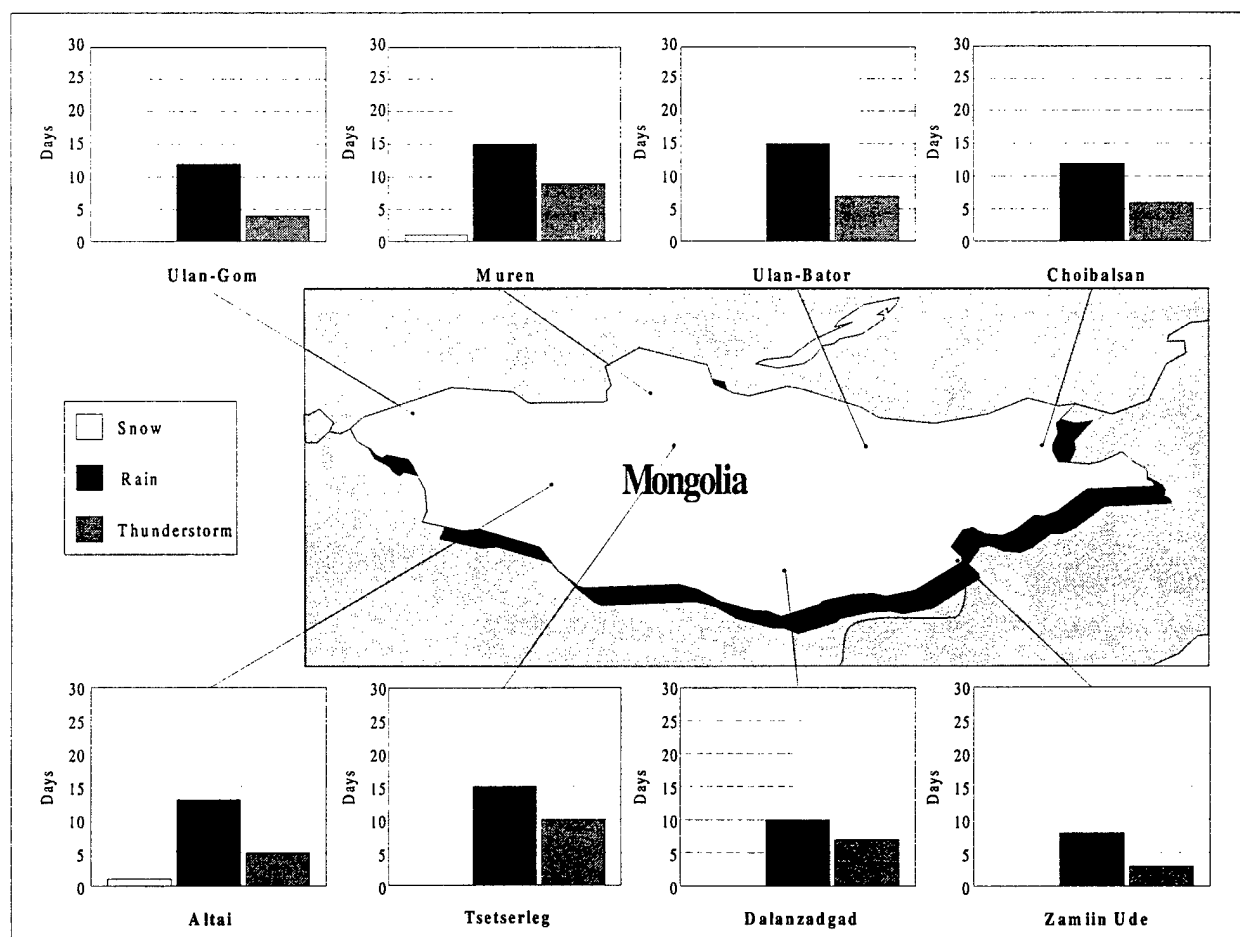 30
25
20
15
10
5
0
Days
Ulan-Gom
30
25
20
15
10
5
0
Days
Muren
30
25
20
15
10
5
0
Days
Ulan-Bator
30
25
20
15
10
5
0
Days
Choibalsan
Snow
Rain
Thunderstorm
Mongolia
30
25
20
15
10
5
0
Days
Altai
30
25
20
15
10
5
0
Days
Tsetserleg
30
25
20
15
10
5
0
Days
Dalanzadgad
30
25
20
15
10
5
0
Days
Zamiin Ude